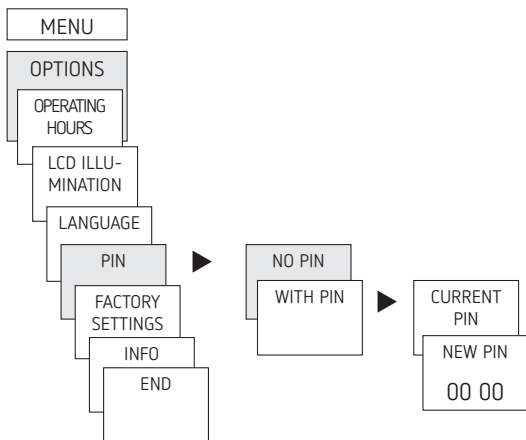 MENU
OPTIONS
OPERATING
HOURS
LCD ILLU-
MINATION
LANGUAGE
PIN
FACTORY
SETTINGS
INFO
END
NO PIN
WITH PIN
CURRENT
PIN
NEW PIN
00 00